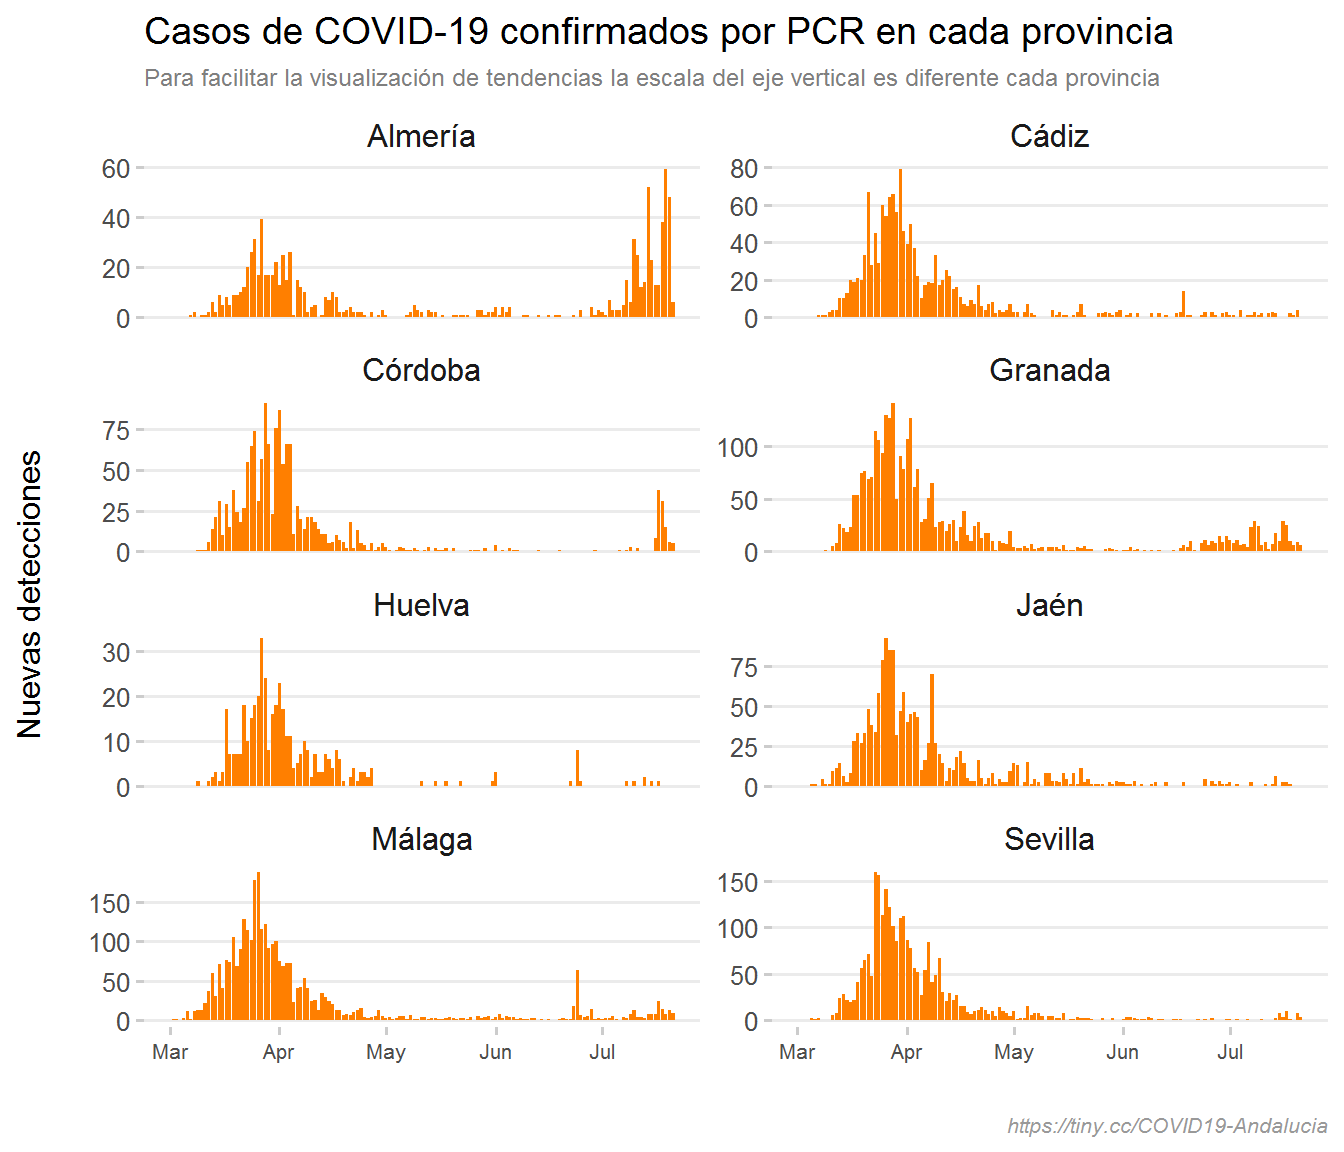 Casos de COVID-19 confirmados por PCR en cada provincia
Para facilitar la visualización de tendencias la escala del eje vertical es diferente cada provincia
Nuevas detecciones
Almería
60
40
20
0
Cádiz
80
60
40
20
0
Córdoba
75
50
25
0
Granada
100
50
0
Huelva
30
20
10
0
Jaén
75
50
25
0
Málaga
150
100
50
0
Mar Apr May Jun Jul
Sevilla
150
100
50
0
Mar Apr May Jun Jul
https://tiny.cc/COVID19-Andalucia